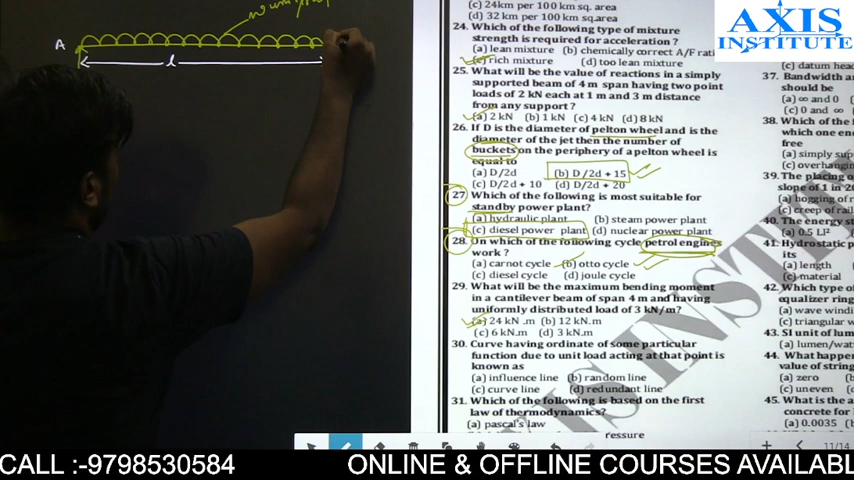 A
l
(c) 24km per 100 km sq. area
(d) 32 km per 100 km sq.area
24. Which of the following type of mixture
strength is required for acceleration ?
(a) lean mixture (b) chemically correct A/F rati
(c) rich mixture (d) too lean mixture
25. What will be the value of reactions in a simply
supported beam of 4 m span having two point
loads of 2 kN each at 1 m and 3 m distance
from any support ?
(a) 2 kN (b) 1 kN (c) 4 kN (d) 8 kN
26. If D is the diameter of pelton wheel and is the
diameter of the jet then the number of
buckets on the periphery of a pelton wheel is
equal to
(a) D/2d (b) D/2d + 15
(c) D/2d + 10 (d) D/2d + 20
27 Which of the following is most suitable for
standby power plant?
(a) hydraulic plant (b) steam power plant
(c) diesel power plant (d) nuclear power plant
28. On which of the following cycle petrol engines
work ?
(a) carnot cycle (b) otto cycle
(c) diesel cycle (d) joule cycle
29. What will be the maximum bending moment
in a cantilever beam of span 4 m and having
uniformly distributed load of 3 kN/m?
(a) 24 kN .m (b) 12 kN.m
(c) 6 kN.m (d) 3 kN.m
30. Curve having ordinate of some particular
function due to unit load acting at that point is
known as
(a) influence line (b) random line
(c) curve line (d) redundant line
31. Which of the following is based on the first
law of thermodynamics?
(a) pascal's law
ressure
AXIS
INSTITUTE
(c) datum head
37. Bandwidth a
should be
(a) ∞ and 0
(c) 0 and ∞
38. Which of the
which one en
free
(a) simply sup
(c) overhangin
39. The placing o
slope of 1 in 2
(a) hogging of
(c) creep of rail
40. The energy s
(a) 0.5 LI²
41. Hydrostatic p
its
(a) length
(c) material
42. Which type o
equalizer ring
(a) wave windi
(c) triangular w
43. SI unit of lum
(a) lumen/wat
44. What happen
value of string
(a) zero
(c) uneven
45. What is the a
concrete for
(a) 0.0035
11/14
CALL :-9798530584 ONLINE & OFFLINE COURSES AVAILABL